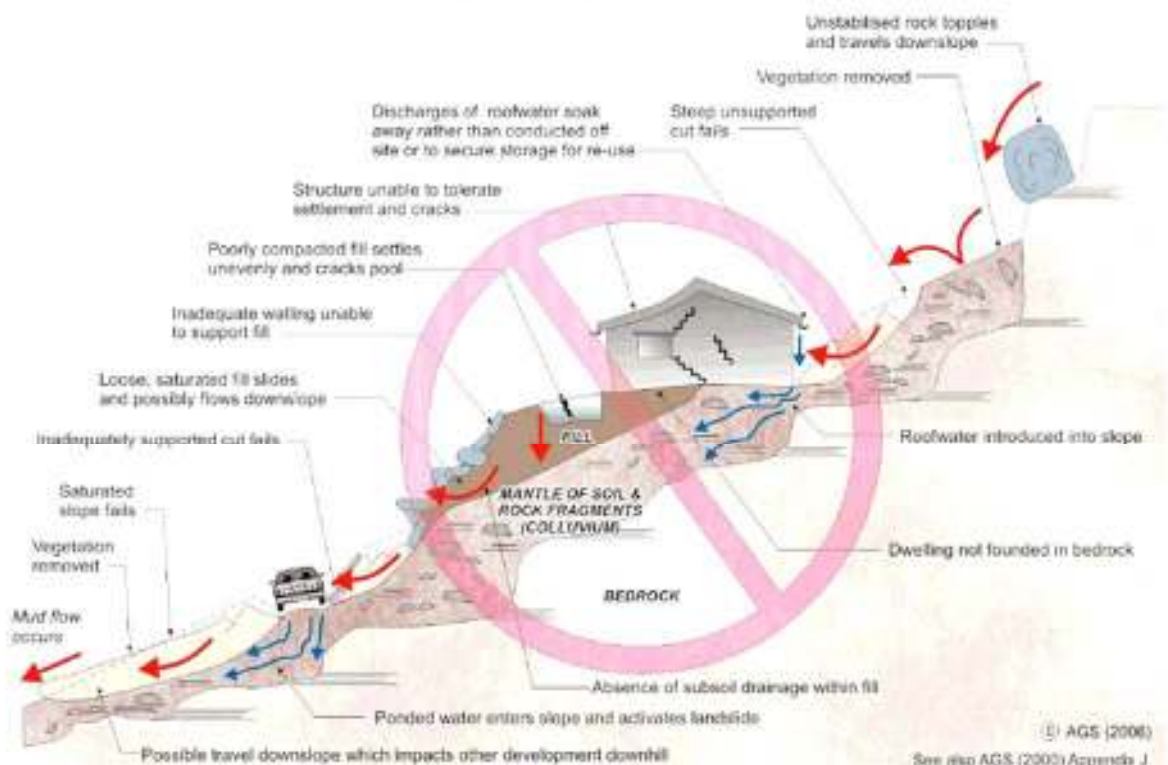 Unstabilised rock topples
and travels downslope
Vegetation removed
Steep unsupported
cut fails
Discharges of roofwater soak
away rather than conducted off
site or to secure storage for re-use
Structure unable to tolerate
settlement and cracks
Poorly compacted fill settles
unevenly and cracks pool
Inadequate walling unable
to support fill
Loose, saturated fill slides
and possibly flows downslope
Inadequately supported cut fails
Saturated
slope fails
Vegetation
removed
Mud flow
occurs
FILL
MANTLE OF SOIL &
ROCK FRAGMENTS
(COLLUVIUM)
BEDROCK
Roofwater introduced into slope
Dwelling not founded in bedrock
Absence of subsoil drainage within fill
Ponded water enters slope and activates landslide
Possible travel downslope which impacts other development downhill
© AGS (2006)
See also AGS (2000) Appendix J